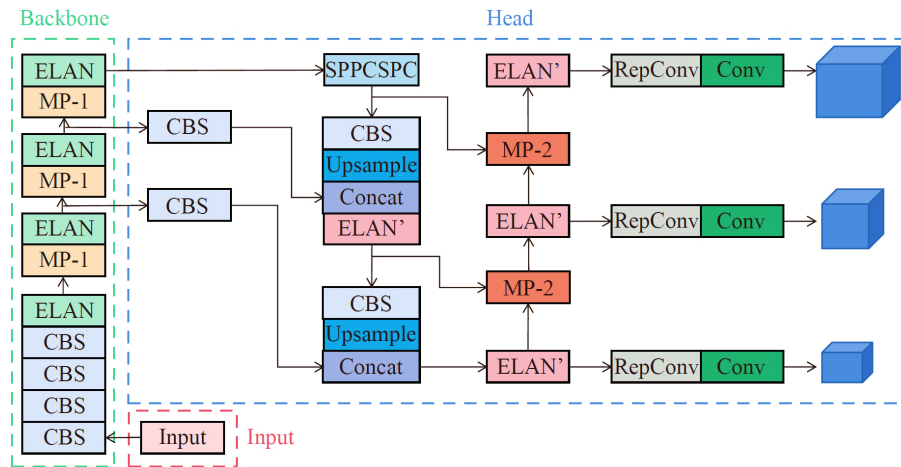 Backbone
Head
ELAN
MP-1
ELAN
MP-1
ELAN
MP-1
ELAN
CBS
CBS
CBS
CBS
Input
Input
CBS
CBS
SPPCSPC
CBS
Upsample
Concat
ELAN’
CBS
Upsample
Concat
ELAN’
MP-2
ELAN’
MP-2
ELAN’
RepConv
Conv
RepConv
Conv
RepConv
Conv